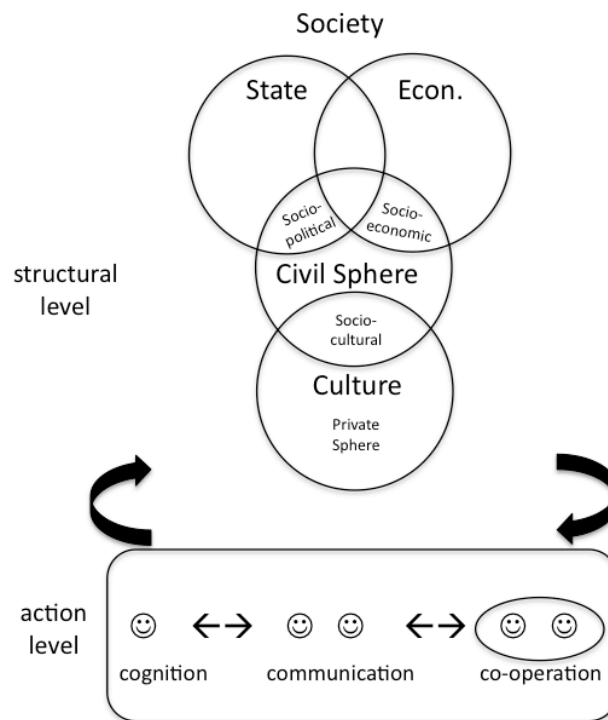 Society
State
Econ.
Socio-
political
Socio-
economic
structural
level
Civil Sphere
Socio-
cultural
Culture
Private
Sphere
action
level
cognition
communication
co-operation